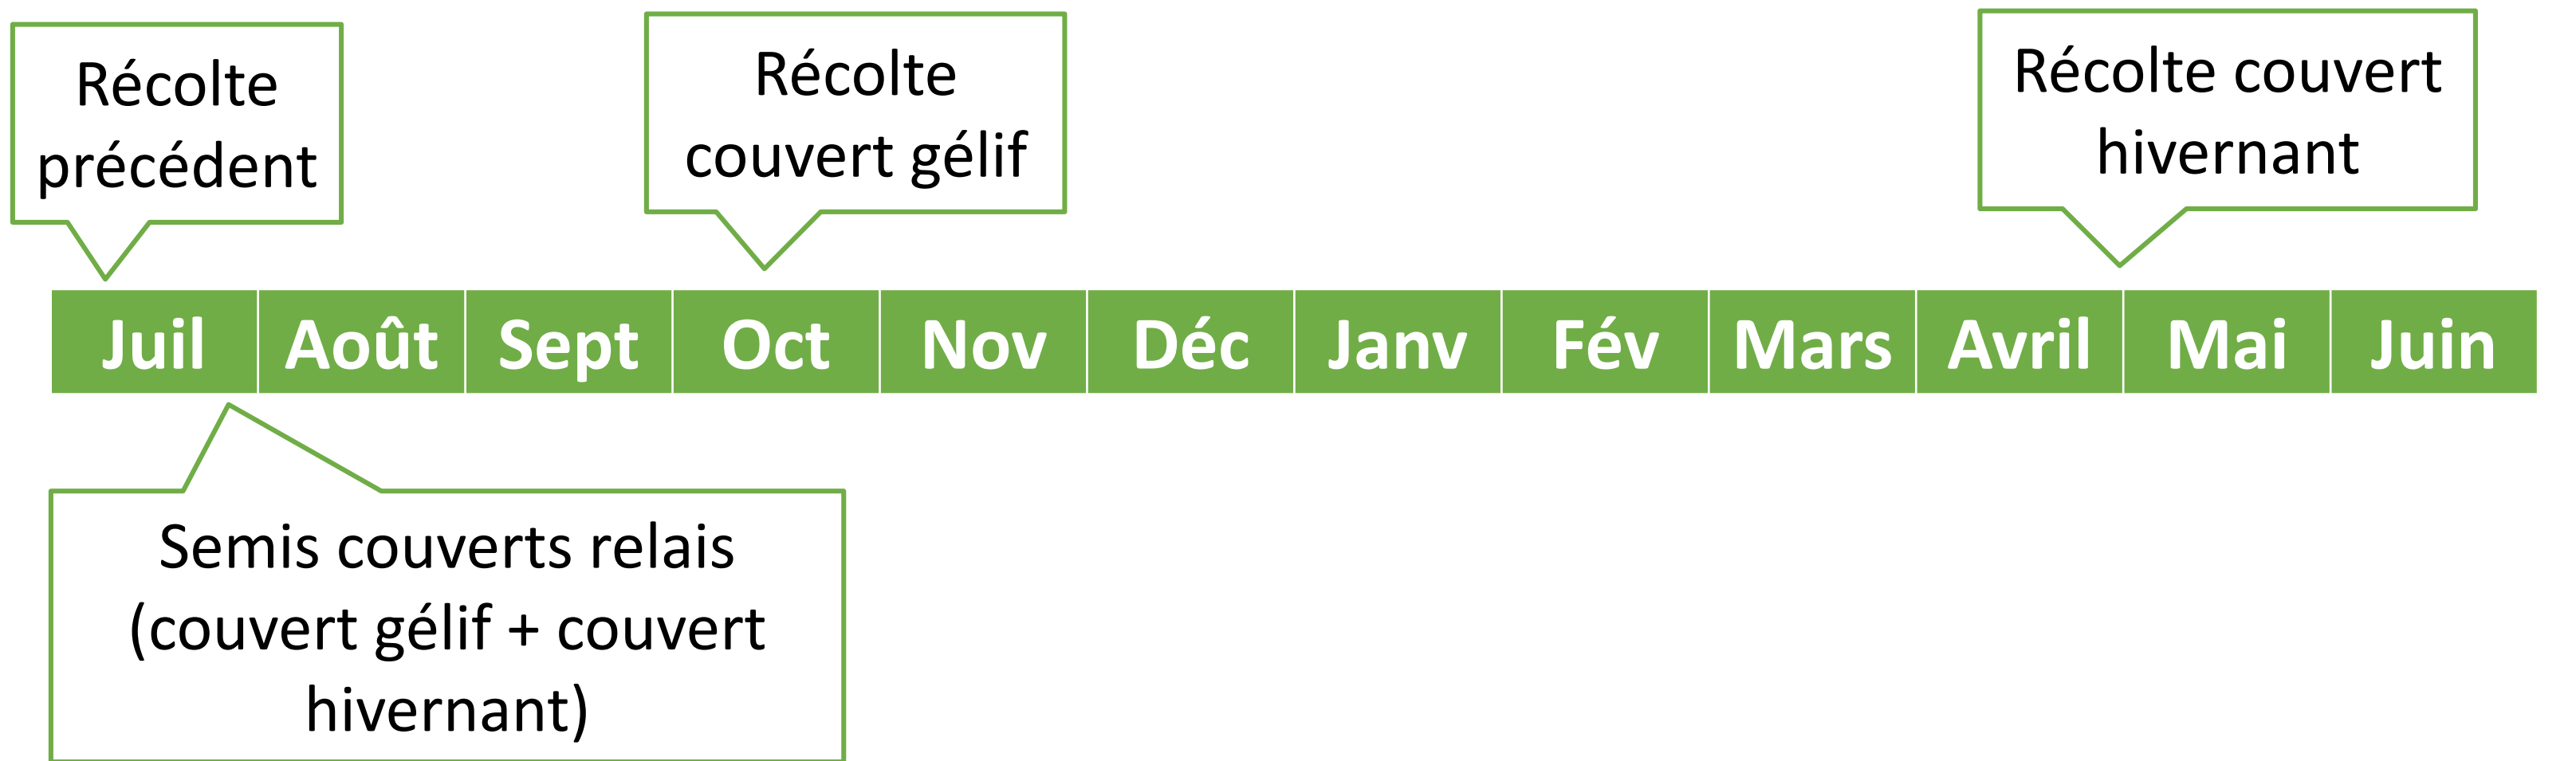 Récolte
précédent
Récolte
couvert gélif
Récolte couvert
hivernant
Juil Août Sept Oct Nov Déc Janv Fév Mars Avril Mai Juin
Semis couverts relais
(couvert gélif + couvert
hivernant)